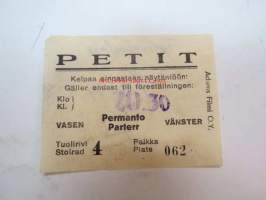 PETIT
Kelpaa ainoastaan näytäntöön:
Gäller endast till föreställningen:
Klo
Kl.
20.30
VASEN
Permanto
Parterr
VÄNSTER
Tuolirivi
Stolrad
4
Paikka
Plats
062
Adams Filmi O.Y.